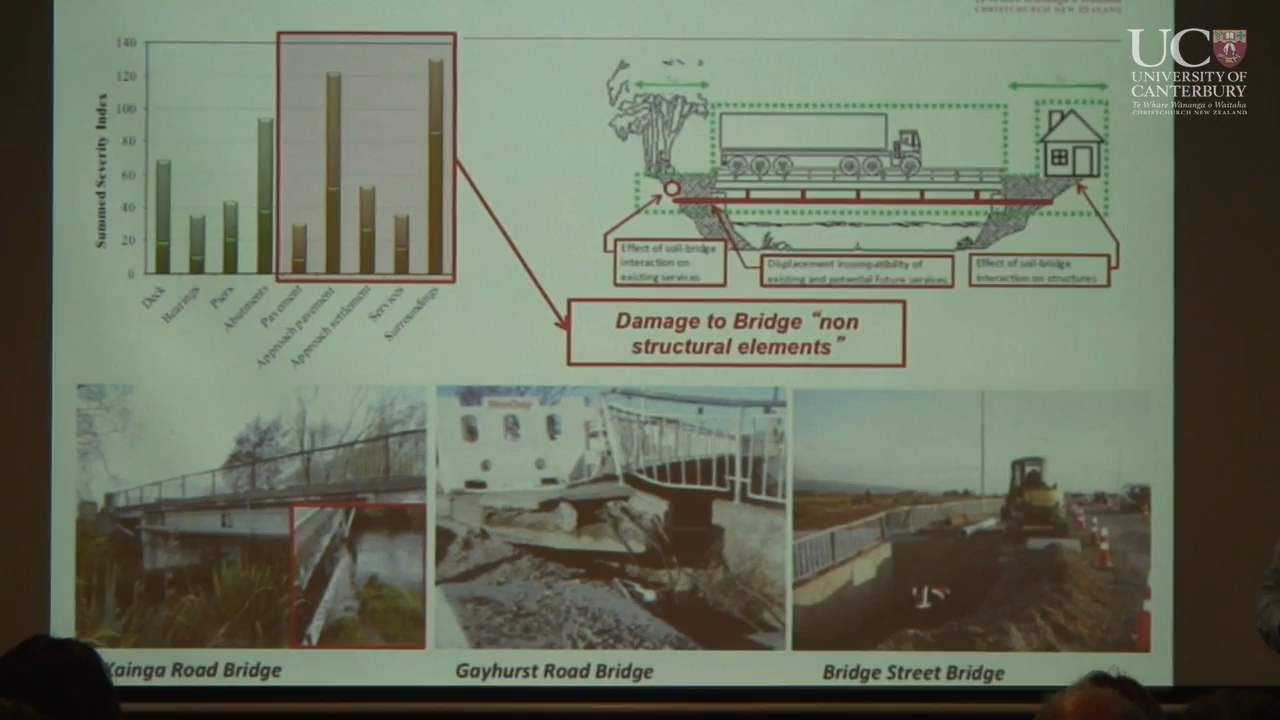 CHRISTCHURCH NEW ZEALAND
UC
UNIVERSITY OF
CANTERBURY
Te Whare Wānanga o Waitaha
CHRISTCHURCH NEW ZEALAND
Summed Severity Index
140
120
100
80
60
40
20
0
Deck
Bearings
Piers
Abutments
Pavement
Approach pavement
Approach settlement
Services
Surroundings
Effect of soil-bridge
interaction on
existing services
Displacement incompatibility of
existing and potential future services
Effect of soil-bridge
interaction on structures
Damage to Bridge “non
structural elements”
Kainga Road Bridge
Gayhurst Road Bridge
Bridge Street Bridge